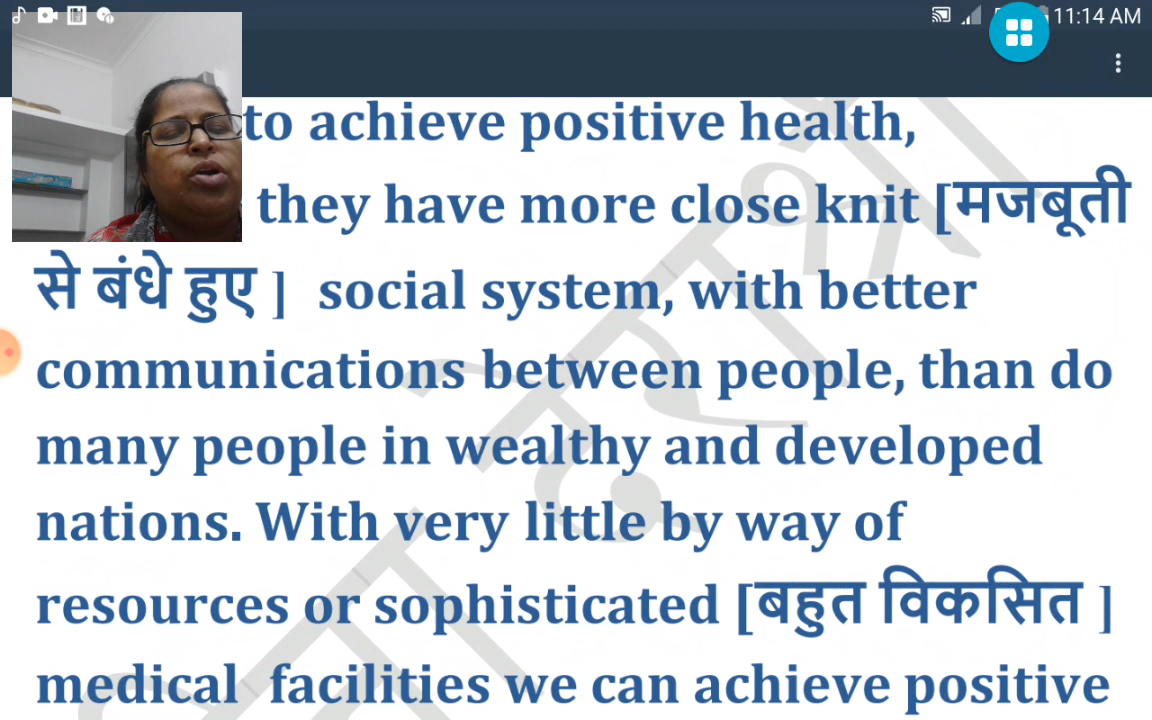 11:14 AM
to achieve positive health,
they have more close knit [मजबूती
से बंधे हुए ] social system, with better
communications between people, than do
many people in wealthy and developed
nations. With very little by way of
resources or sophisticated [बहुत विकसित ]
medical facilities we can achieve positive